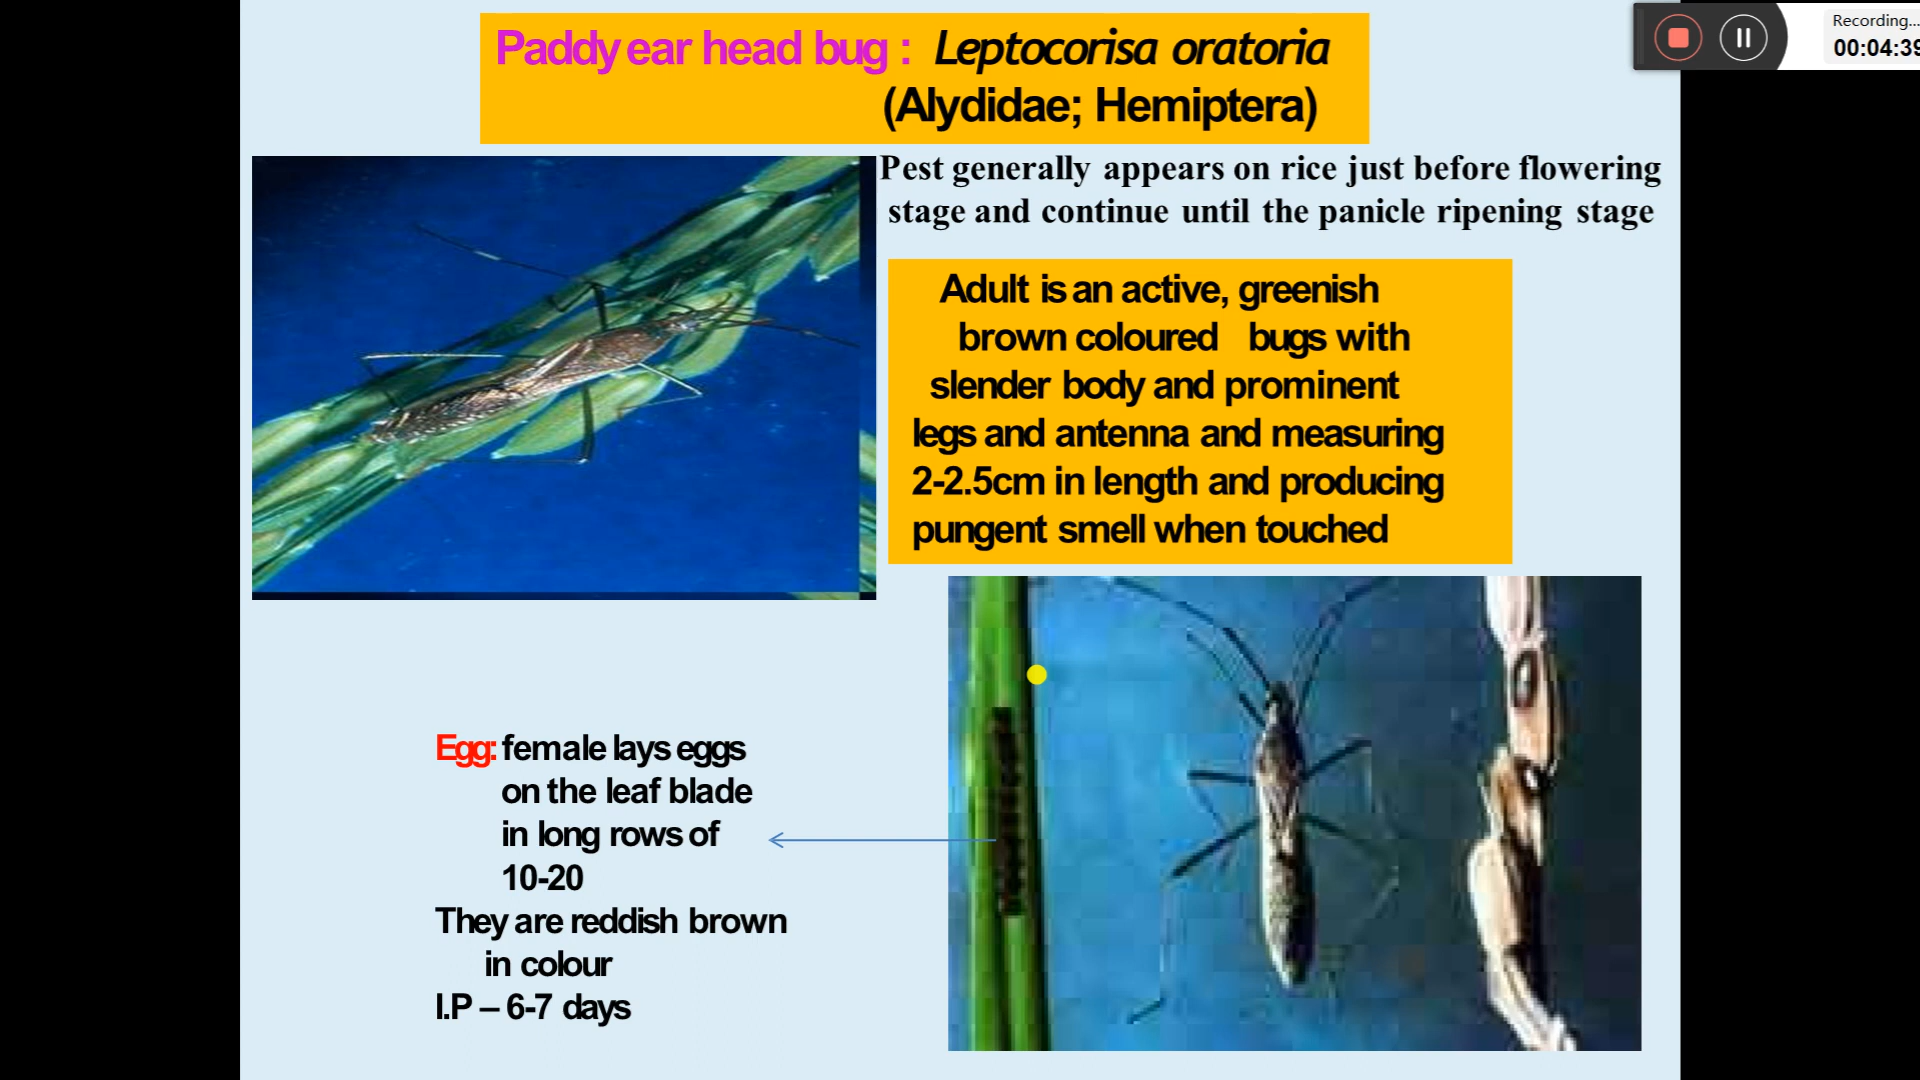 Paddy ear head bug : Leptocorisa oratoria
(Alydidae; Hemiptera)
Recording...
00:04:39
Pest generally appears on rice just before flowering
stage and continue until the panicle ripening stage
Adult is an active, greenish
brown coloured bugs with
slender body and prominent
legs and antenna and measuring
2-2.5cm in length and producing
pungent smell when touched
Egg: female lays eggs
on the leaf blade
in long rows of
10-20
They are reddish brown
in colour
I.P – 6-7 days